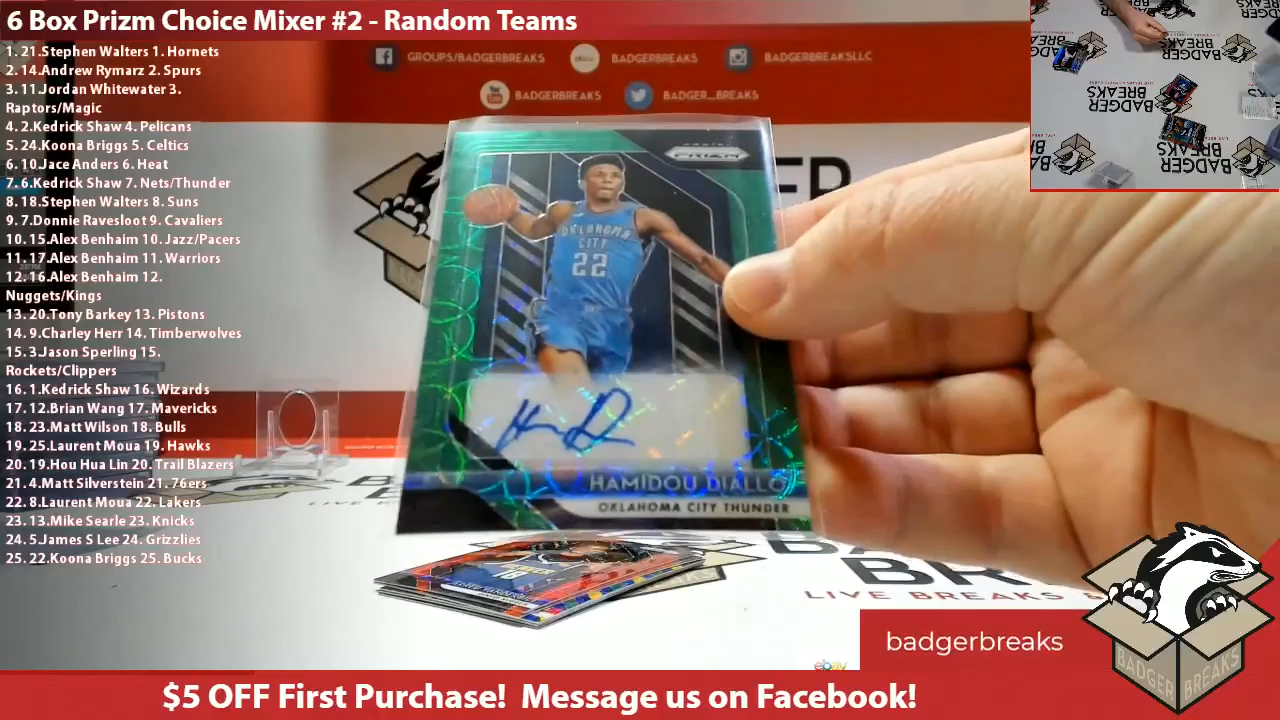 6 Box Prizm Choice Mixer #2 - Random Teams
1. 21.Stephen Walters 1. Hornets
2. 14.Andrew Rymarz 2. Spurs
3. 11.Jordan Whitewater 3.
Raptors/Magic
4. 2.Kedrick Shaw 4. Pelicans
5. 24.Koona Briggs 5. Celtics
6. 10.Jace Anders 6. Heat
7. 6.Kedrick Shaw 7. Nets/Thunder
8. 18.Stephen Walters 8. Suns
9. 7.Donnie Ravesloot 9. Cavaliers
10. 15.Alex Benhaim 10. Jazz/Pacers
11. 17.Alex Benhaim 11. Warriors
12. 16.Alex Benhaim 12.
Nuggets/Kings
13. 20.Tony Barkey 13. Pistons
14. 9.Charley Herr 14. Timberwolves
15. 3.Jason Sperling 15.
Rockets/Clippers
16. 1.Kedrick Shaw 16. Wizards
17. 12.Brian Wang 17. Mavericks
18. 23.Matt Wilson 18. Bulls
19. 25.Laurent Moua 19. Hawks
20. 19.Hou Hua Lin 20. Trail Blazers
21. 4.Matt Silverstein 21. 76ers
22. 8.Laurent Moua 22. Lakers
23. 13.Mike Searle 23. Knicks
24. 5.James S Lee 24. Grizzlies
25. 22.Koona Briggs 25. Bucks
GROUPS/BADGERBREAKS
BADGERBREAKS
BADGERBREAKSLLC
BADGERBREAKS
BADGER_BREAKS
PRIZM
OKLAHOMA
CITY
22
HAMIDOU DIALLO
OKLAHOMA CITY THUNDER
BADGER
BREAKS
BADGER
BREAKS
LIVE BREAKS
badgerbreaks
ebay
BADGER BREAKS
$5 OFF First Purchase! Message us on Facebook!